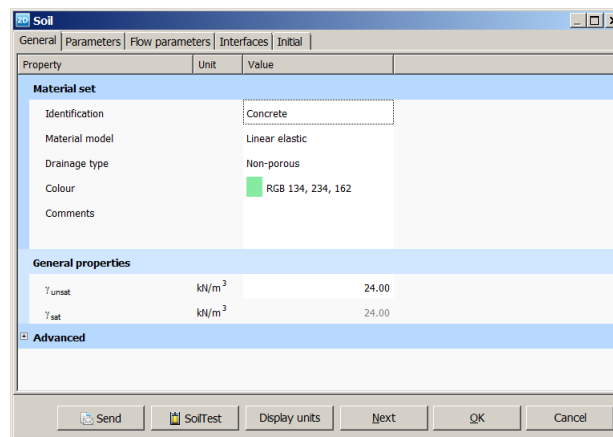 2D Soil
General Parameters Flow parameters Interfaces Initial
Property Unit Value
Material set
Identification Concrete
Material model Linear elastic
Drainage type Non-porous
Colour RGB 134, 234, 162
Comments
General properties
γ unsat kN/m³ 24.00
γ sat kN/m³ 24.00
Advanced
Send SoilTest Display units Next OK Cancel